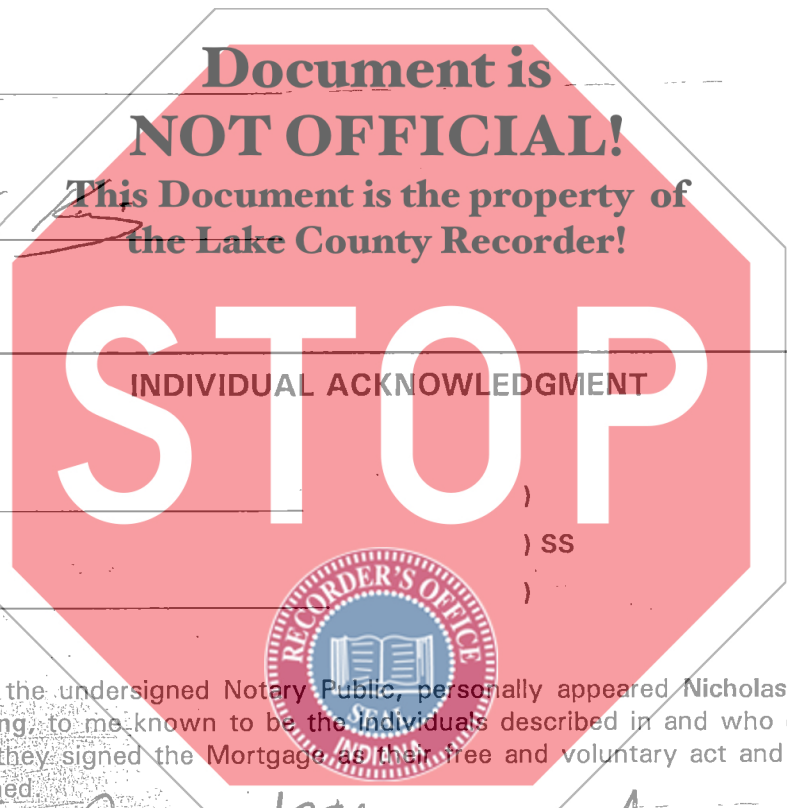 Document is
NOT OFFICIAL!
This Document is the property of
the Lake County Recorder!
STOP
INDIVIDUAL ACKNOWLEDGMENT
)
) SS
)
RECORDER'S OFFICE
SEAL
the undersigned Notary Public, personally appeared Nicholas
ng, to me known to be the individuals described in and who
they signed the Mortgage as their free and voluntary act and
ned.